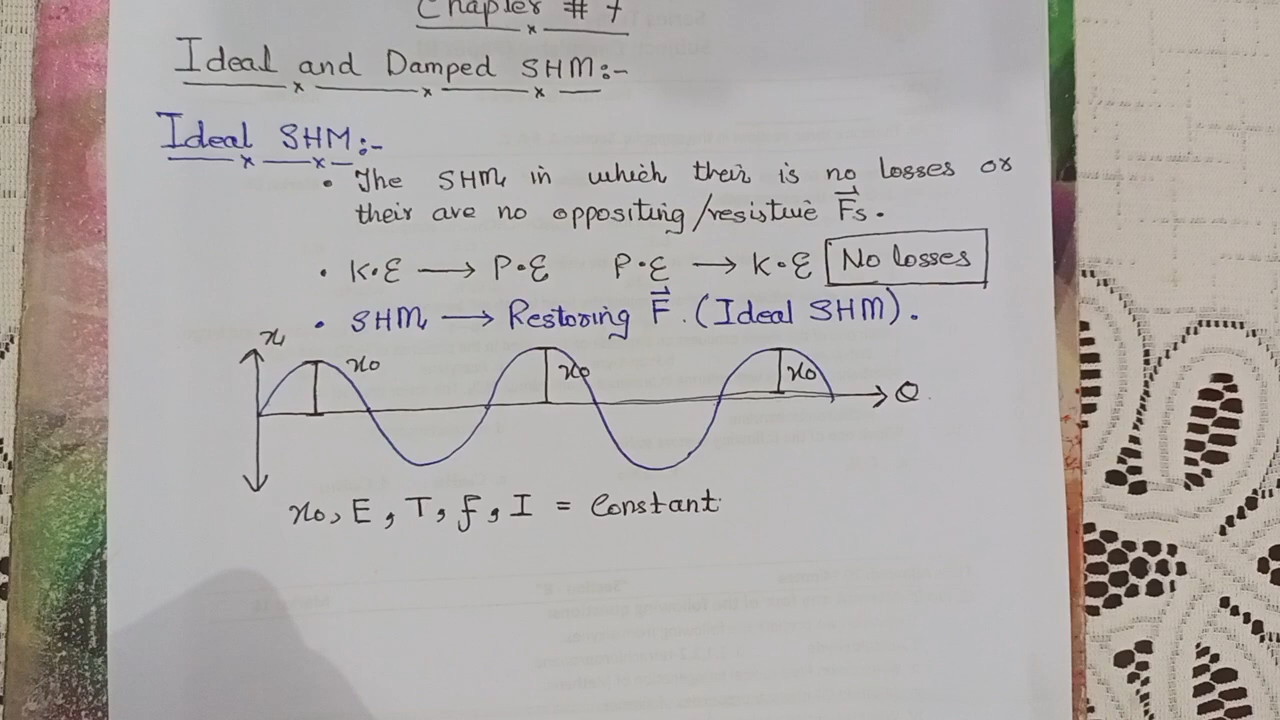 Chapter # 7
Ideal and Damped SHM:-
Ideal SHM:-
• The SHM in which their is no losses or
their are no oppositing/resistive F⃗s.
• K.E ⟶ P.E P.E ⟶ K.E No losses
• SHM ⟶ Restoring F⃗. (Ideal SHM).
x
x₀ x₀ x₀
θ
x₀, E, T, f, I = Constant